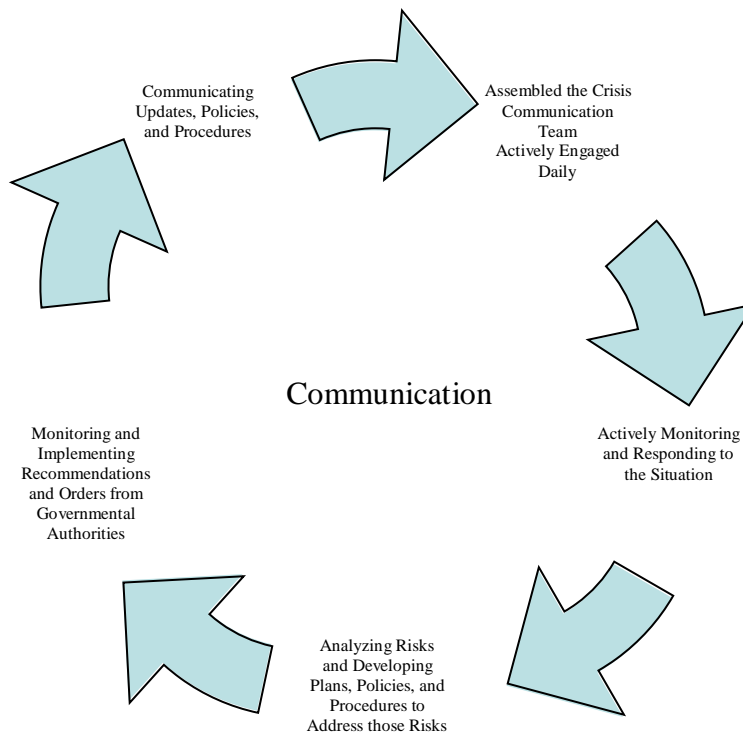 Communicating
Updates, Policies,
and Procedures
Assembled the Crisis
Communication
Team
Actively Engaged
Daily
Communication
Monitoring and
Implementing
Recommendations
and Orders from
Governmental
Authorities
Actively Monitoring
and Responding to
the Situation
Analyzing Risks
and Developing
Plans, Policies, and
Procedures to
Address those Risks